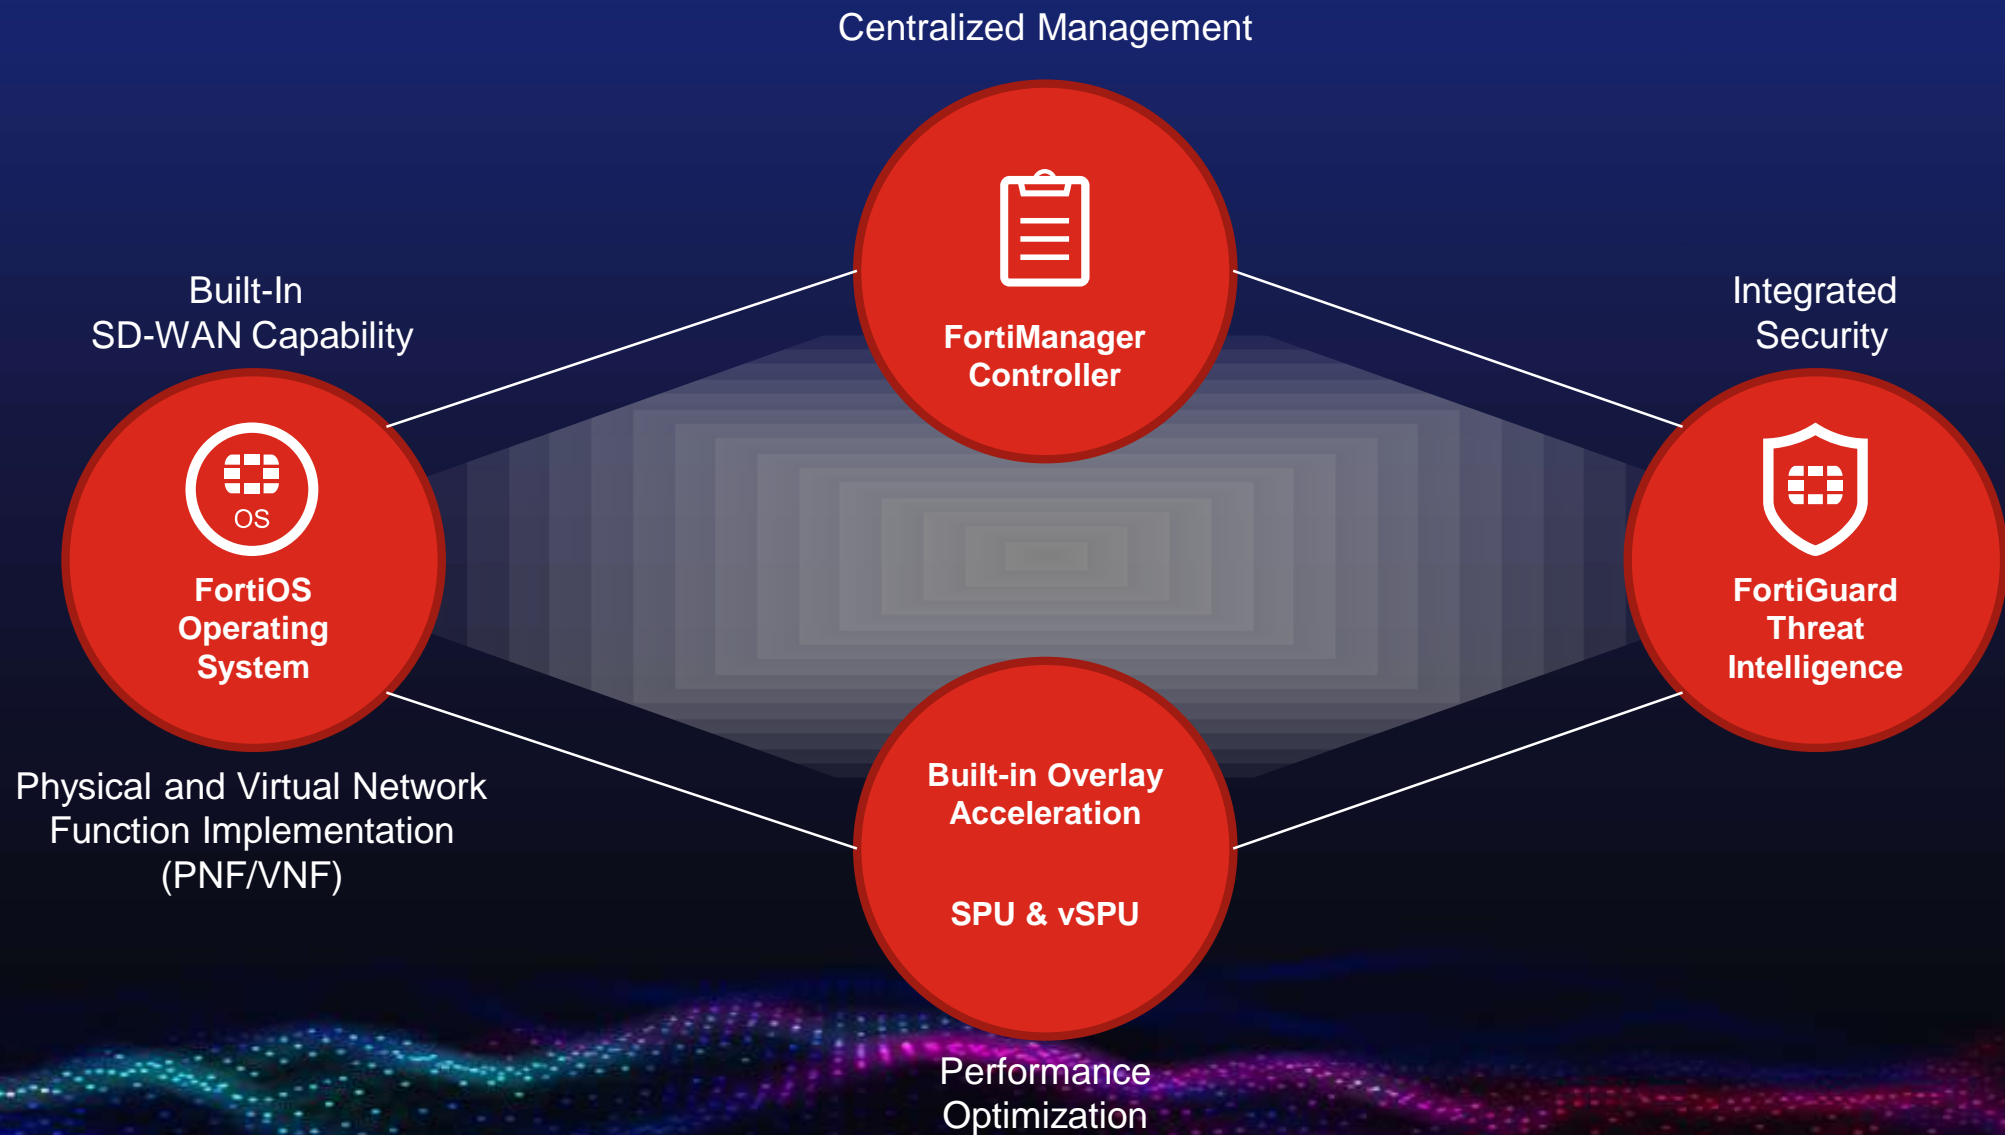 Centralized Management
FortiManager
Controller
Built-In
SD-WAN Capability
OS
FortiOS
Operating
System
Physical and Virtual Network
Function Implementation
(PNF/VNF)
Integrated
Security
FortiGuard
Threat
Intelligence
Built-in Overlay
Acceleration
SPU & vSPU
Performance
Optimization